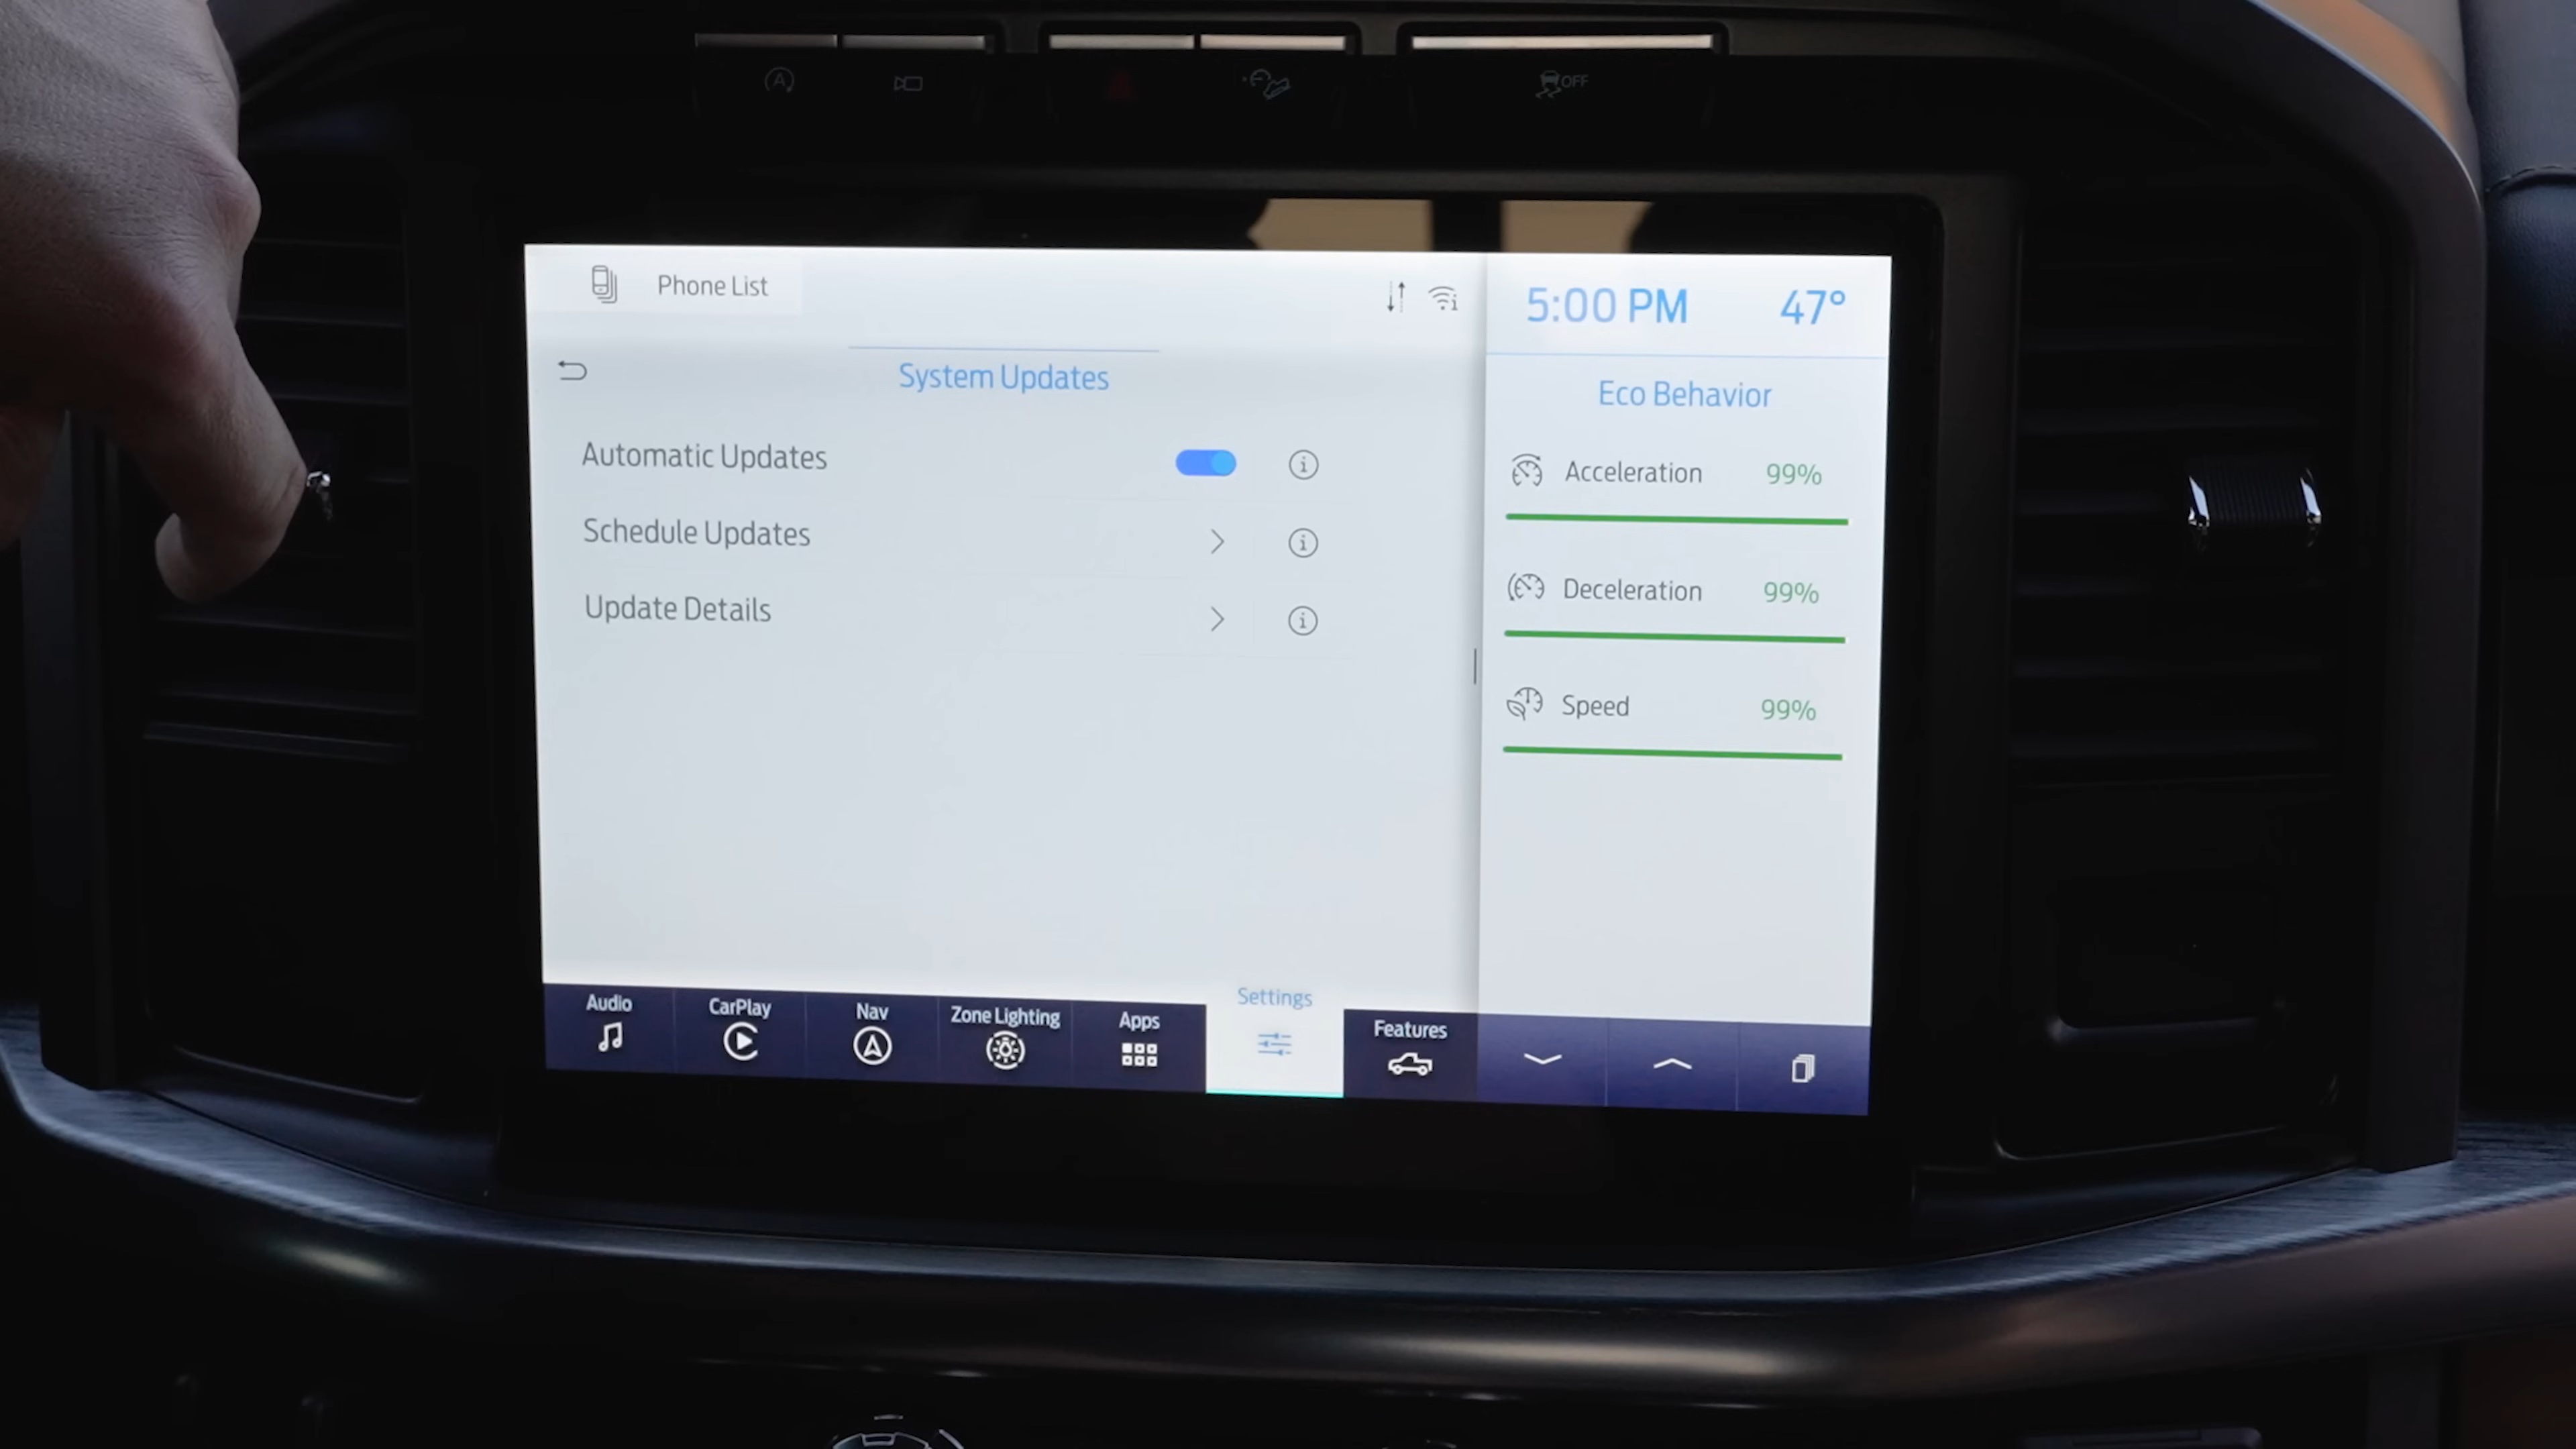 A
OFF
Phone List
5:00 PM 47°
System Updates
Automatic Updates
Schedule Updates
Update Details
Eco Behavior
Acceleration 99%
Deceleration 99%
Speed 99%
Audio
CarPlay
Nav
Zone Lighting
Apps
Settings
Features